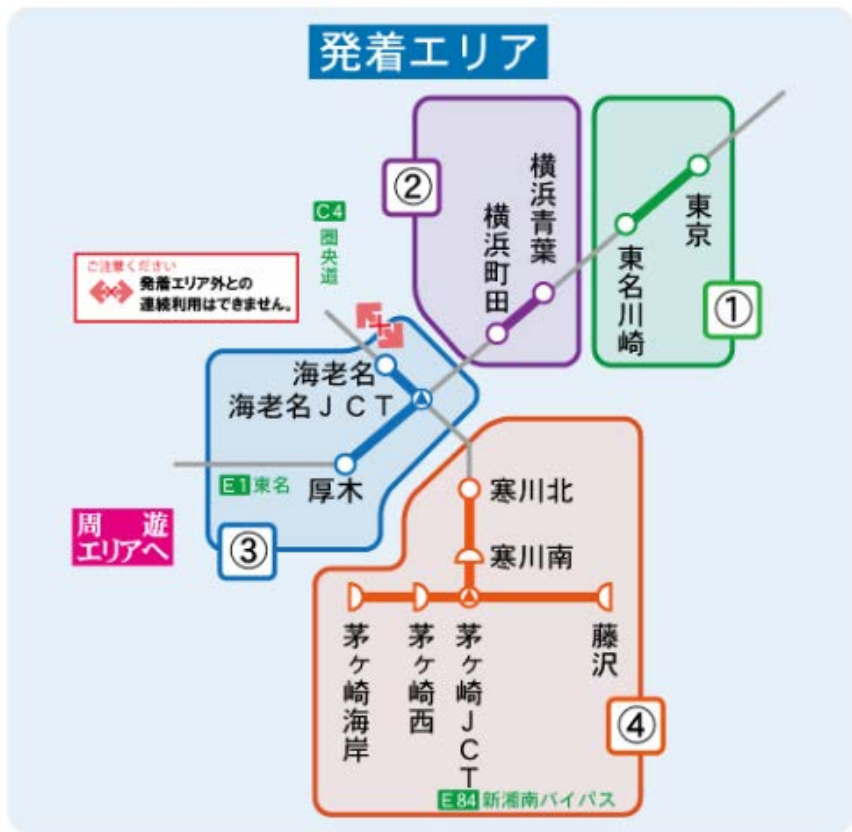 発着エリア
②
①
横浜青葉
横浜町田
東京
東名川崎
C4
圏央道
ご注意ください
発着エリア外との
連続利用はできません。
海老名
海老名JCT
E1 東名
厚木
周遊
エリアへ
③
寒川北
寒川南
茅ヶ崎海岸
茅ヶ崎西
茅ヶ崎JCT
藤沢
④
E84 新湘南バイパス